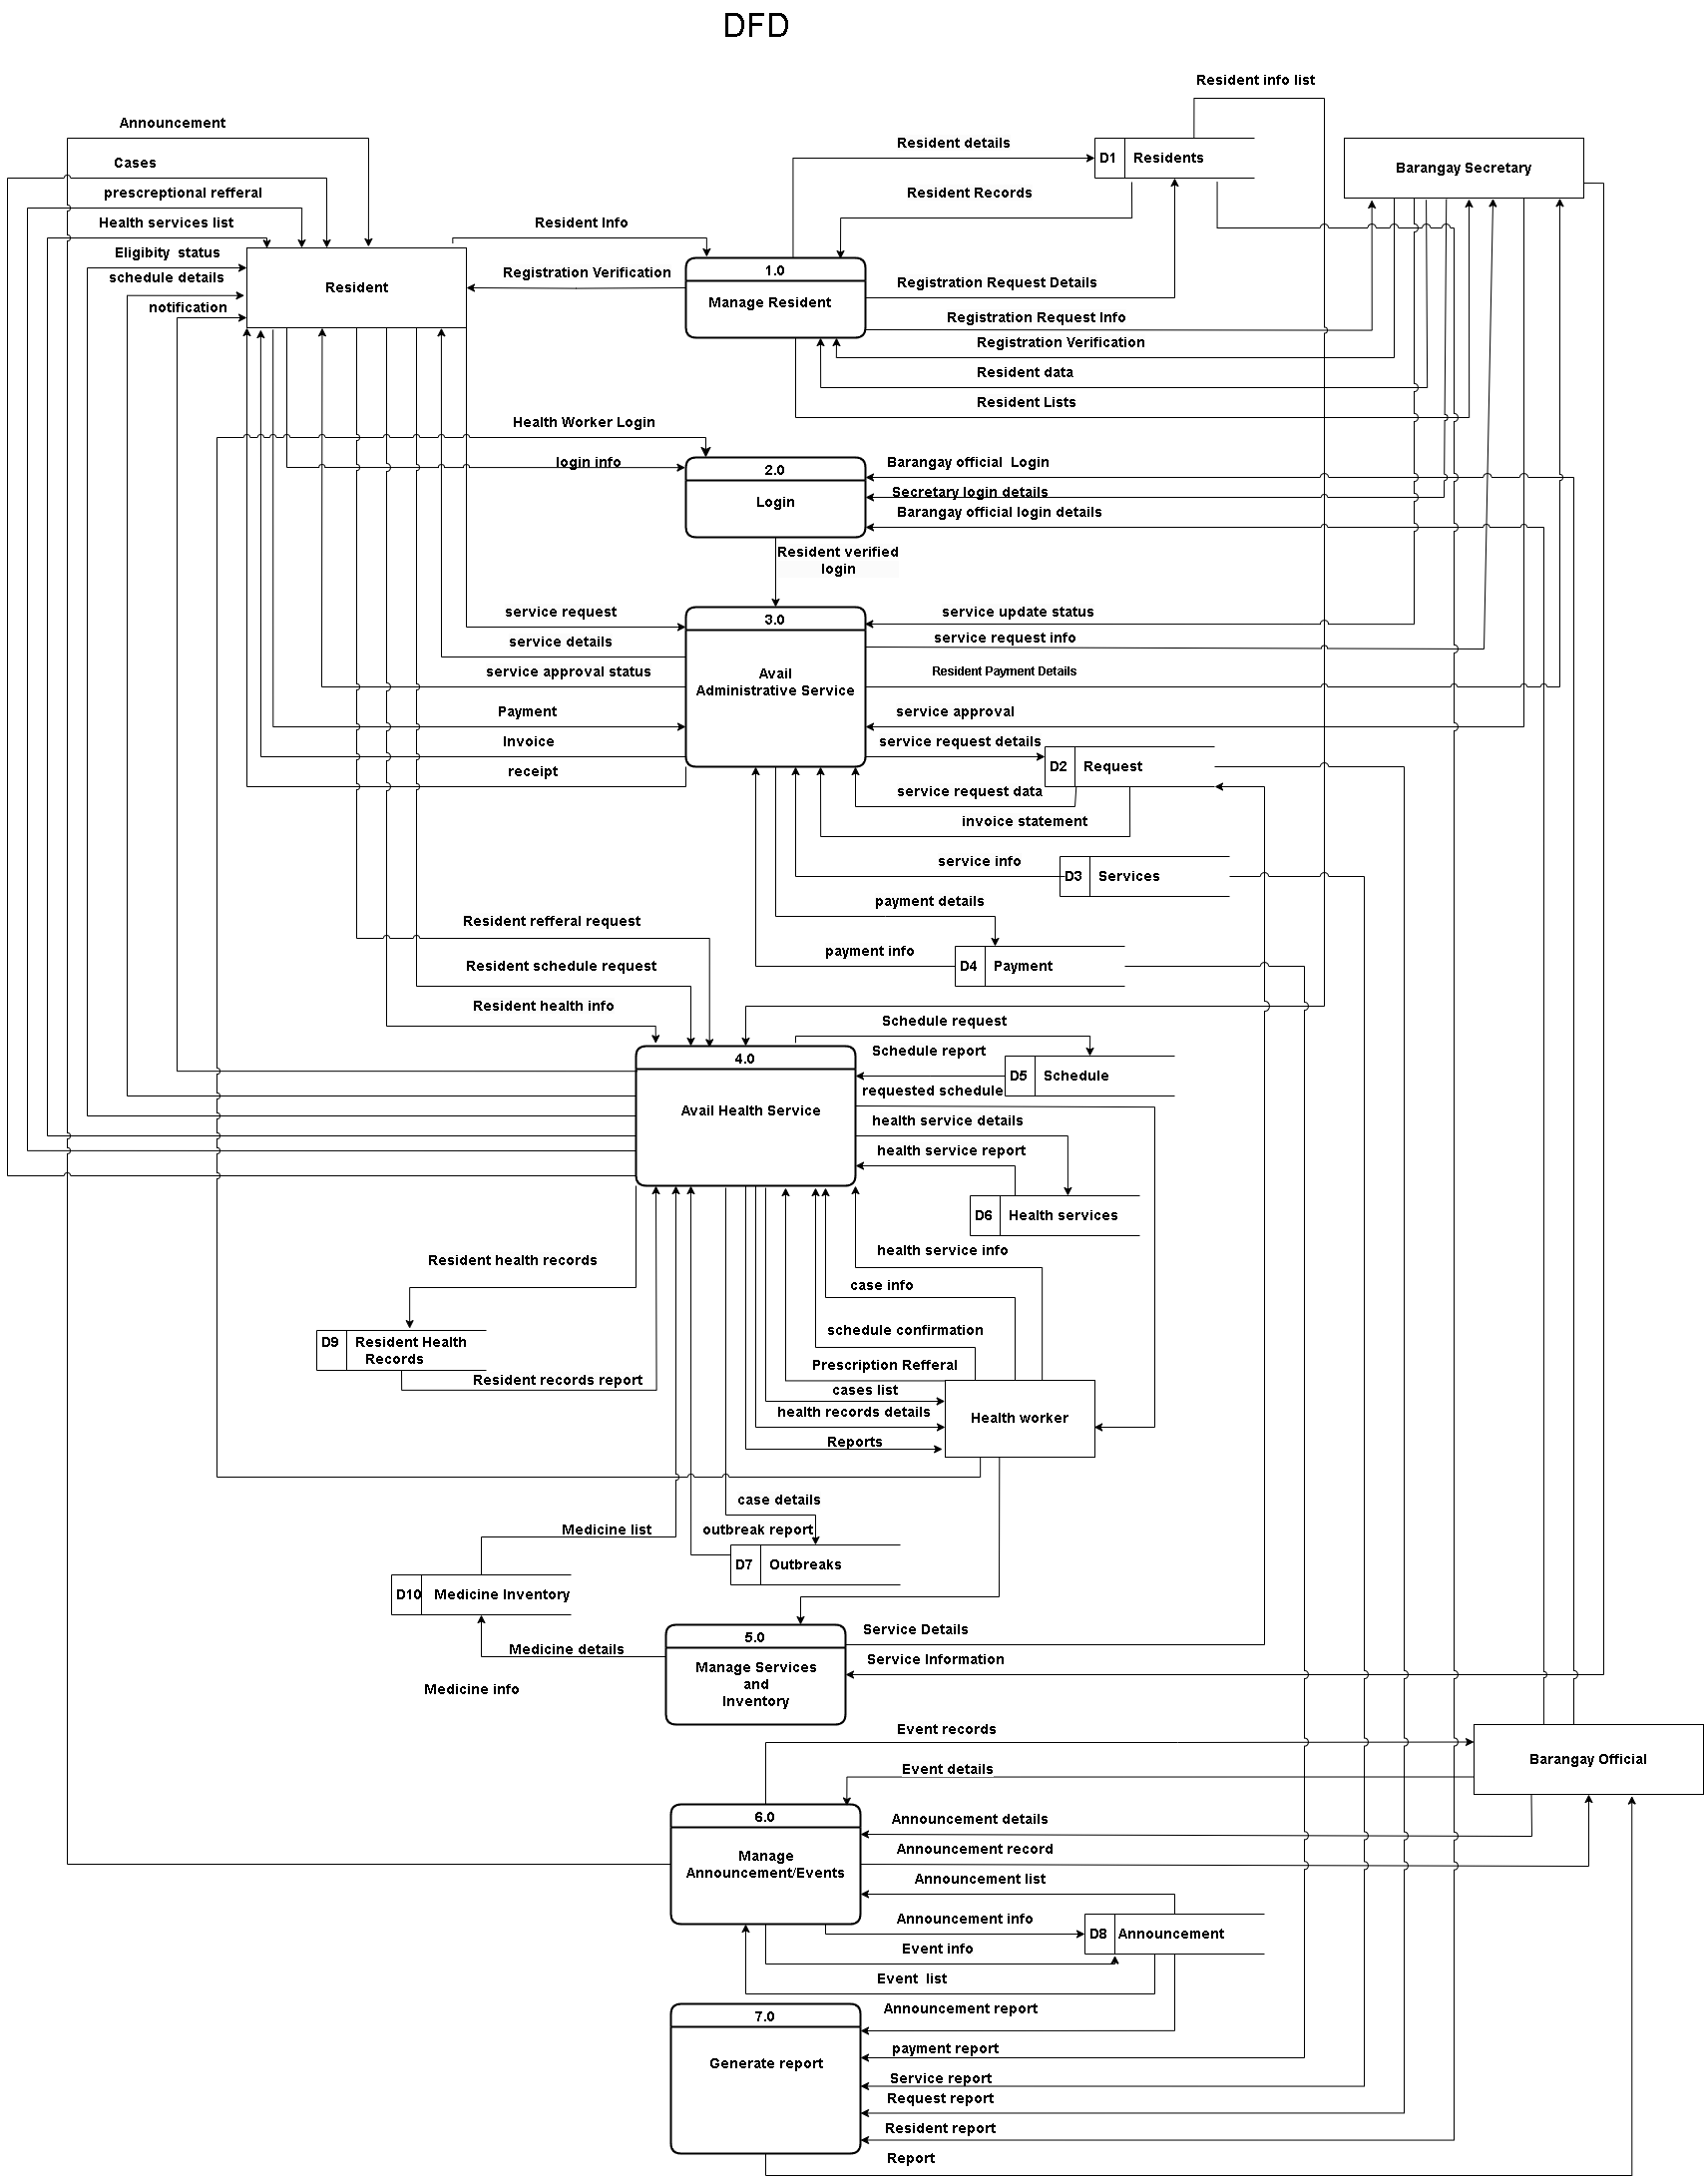 DFD
Resident info list
Announcement
Resident details
D1
Residents
Barangay Secretary
Cases
prescreptional refferal
Resident Records
Health services list
Resident Info
Eligibity status
1.0
Registration Verification
schedule details
Registration Request Details
Resident
Manage Resident
notification
Registration Request Info
Registration Verification
Resident data
Resident Lists
Health Worker Login
login info
2.0
Barangay official Login
Login
Secretary login details
Barangay official login details
Resident verified
login
service request
3.0
service update status
service details
service request info
service approval status
Avail
Administrative Service
Resident Payment Details
Payment
service approval
Invoice
service request details
receipt
D2
Request
service request data
invoice statement
service info
D3
Services
payment details
Resident refferal request
payment info
D4
Payment
Resident schedule request
Resident health info
Schedule request
4.0
Schedule report
D5
Schedule
requested schedule
Avail Health Service
health service details
health service report
D6
Health services
health service info
Resident health records
case info
schedule confirmation
D9
Resident Health
Records
Prescription Refferal
Resident records report
cases list
health records details
Health worker
Reports
case details
Medicine list
outbreak report
D7
Outbreaks
D10
Medicine Inventory
5.0
Service Details
Medicine details
Service Information
Manage Services
and
Inventory
Medicine info
Event records
Barangay Official
Event details
6.0
Announcement details
Manage
Announcement/Events
Announcement record
Announcement list
Announcement info
D8
Announcement
Event info
Event list
7.0
Announcement report
payment report
Generate report
Service report
Request report
Resident report
Report